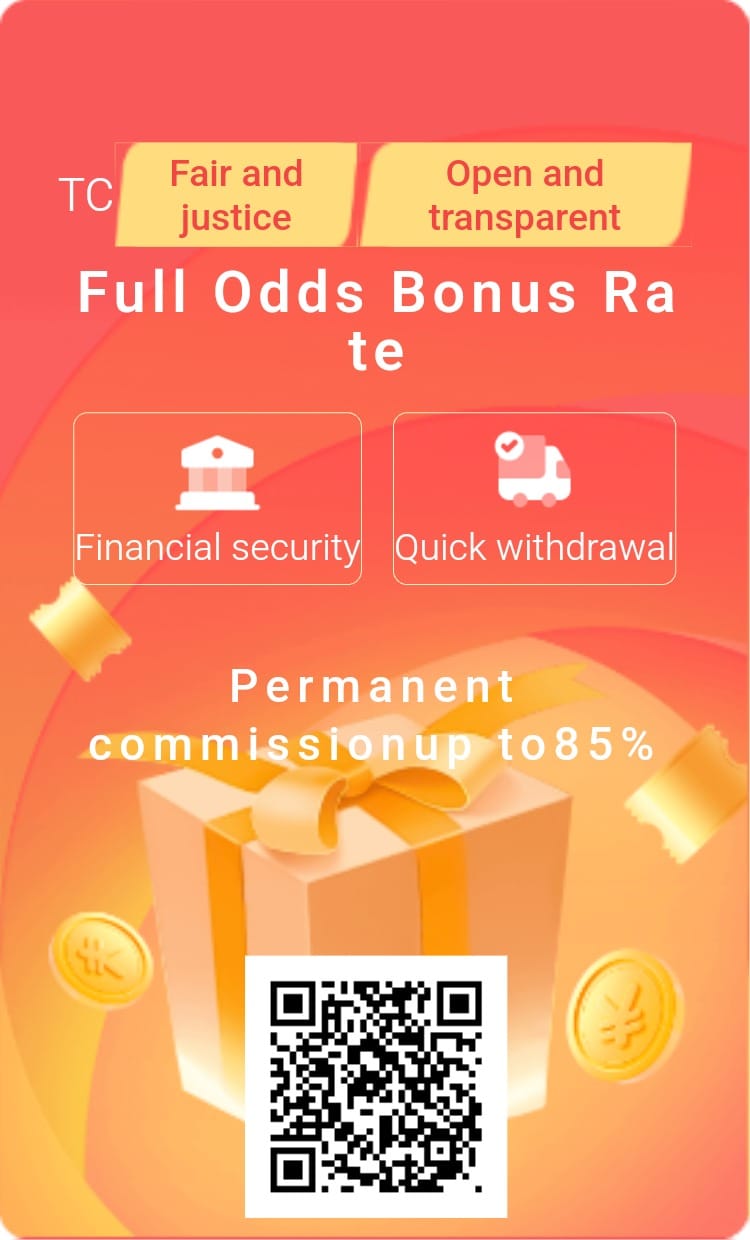 TC
Fair and
justice
Open and
transparent
Full Odds Bonus Ra
te
Financial security
Quick withdrawal
Permanent
commissionup to85%